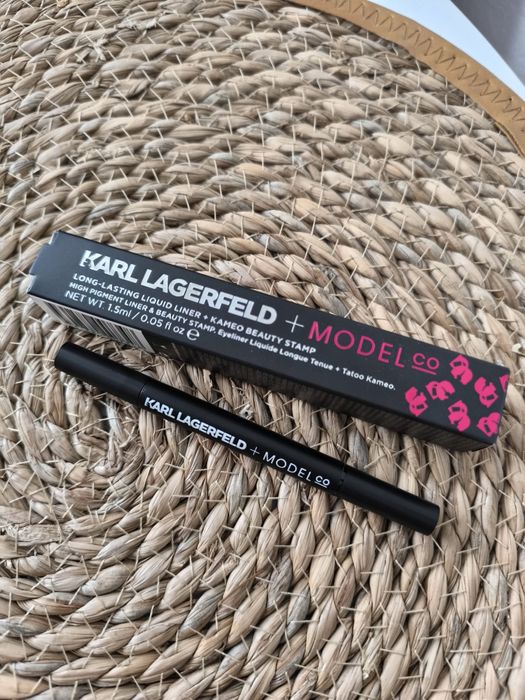 KARL LAGERFELD + MODEL CO
LONG-LASTING LIQUID LINER + KAMEO BEAUTY STAMP
HIGH PIGMENT LINER & BEAUTY STAMP. Eyeliner Liquide Longue Tenue + Tatoo Kameo.
NET WT. 1.5ml / 0.05 fl oz ℮
KARL LAGERFELD + MODEL CO